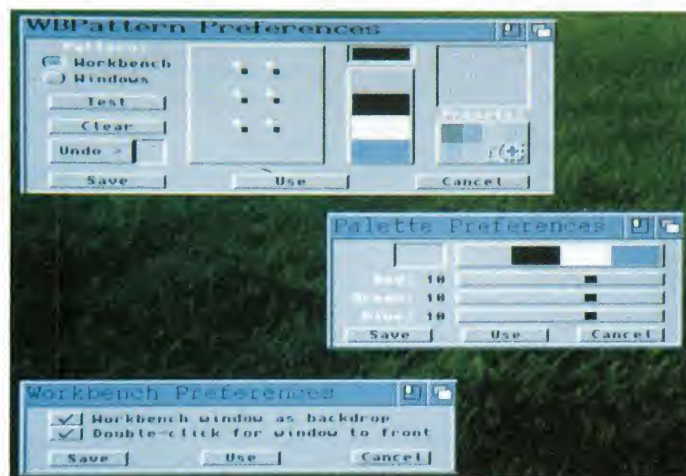 WBPattern Preferences
Pattern:
Workbench
Windows
Test
Clear
Undo >
Presets
Save Use Cancel
Palette Preferences
Red: 10
Green: 10
Blue: 10
Save Use Cancel
Workbench Preferences
Workbench window as backdrop
Double-click for window to front
Save Use Cancel